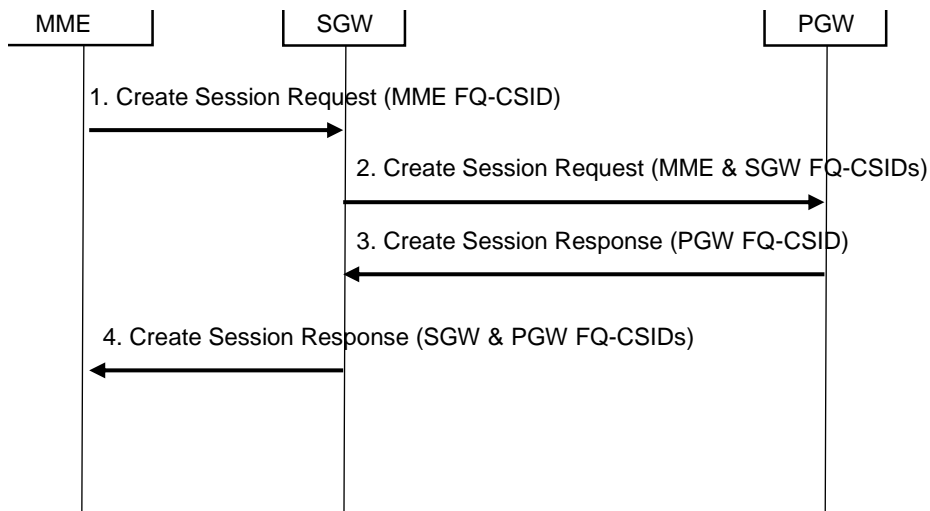 MME
SGW
PGW
1. Create Session Request (MME FQ-CSID)
2. Create Session Request (MME & SGW FQ-CSIDs)
3. Create Session Response (PGW FQ-CSID)
4. Create Session Response (SGW & PGW FQ-CSIDs)